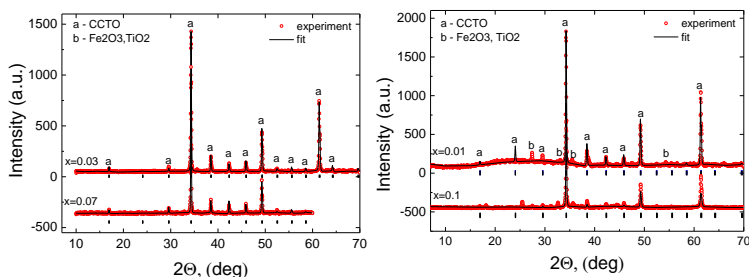 a - CCTO
b - Fe2O3,TiO2
experiment
fit
a
a
a
a
a
a
a
a
a
a
a
a
x=0.03
x=0.07
1500
1000
500
0
-500
10
20
30
40
50
60
70
Intensity (a.u.)
2Θ, (deg)
a - CCTO
b - Fe2O3, TiO2
experiment
fit
a
a
a
b
a
b
b
a
a
a
a
b
a
x=0.01
x=0.1
2000
1500
1000
500
0
-500
10
20
30
40
50
60
70
Intensity (a.u.)
2Θ, (deg)